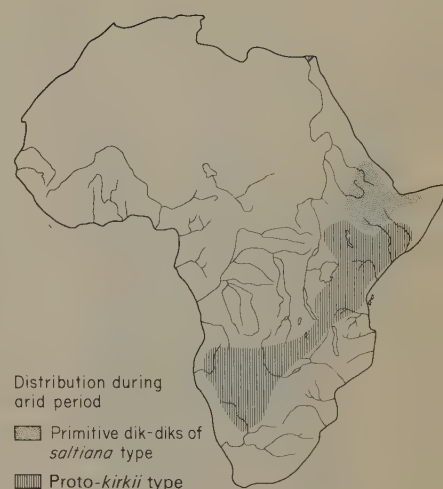 Distribution during
arid period
Primitive dik-diks of
saltiana type
Proto-kirkii type